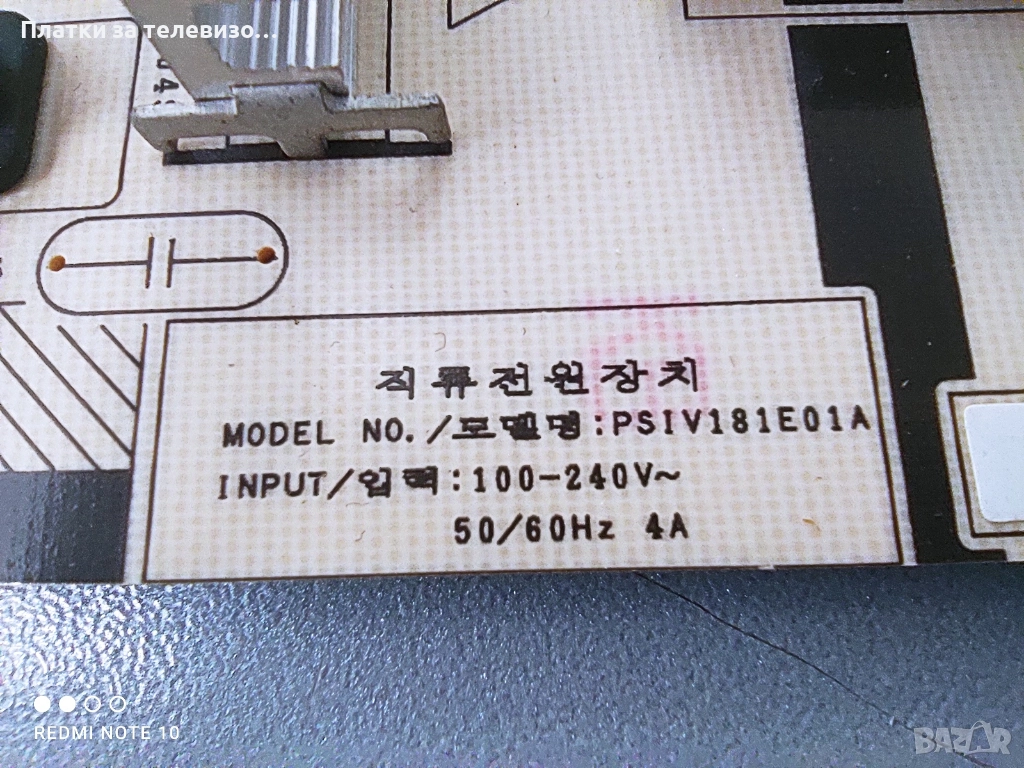 Платки за телевизо...
직류전원장치
MODEL NO./모델명:PSIV181E01A
INPUT/입력:100-240V~
50/60Hz 4A
REDMI NOTE 10
BAZAR